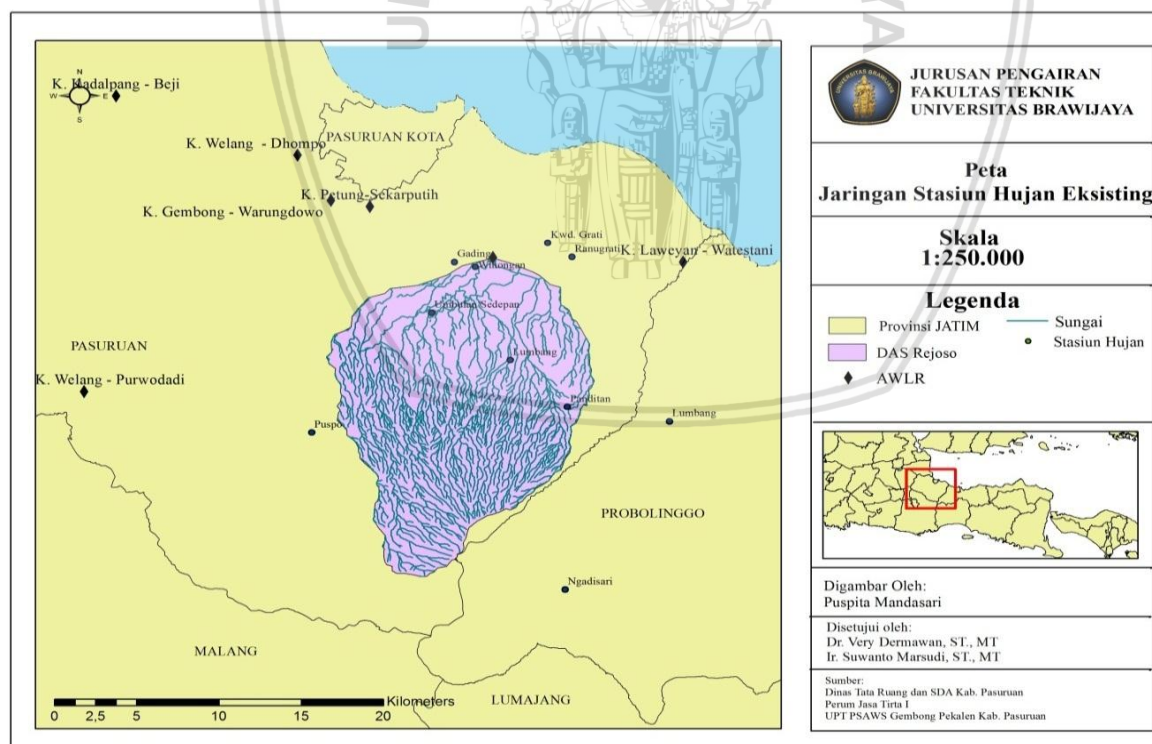 N
W E
S
K. Kadalpang - Beji
K. Welang - Dhompo
PASURUAN KOTA
K. Petung-Sekarputih
K. Gembong - Warungdowo
Kwd. Grati
Ranugrati
K. Laweyan - Watestani
Gading
Winongan
Umbulan Sedepan
PASURUAN
Lumbang
K. Welang - Purwodadi
Panditan
Lumbang
Puspo
PROBOLINGGO
Ngadisari
MALANG
LUMAJANG
Kilometers
0 2,5 5 10 15 20
JURUSAN PENGAIRAN
FAKULTAS TEKNIK
UNIVERSITAS BRAWIJAYA
Peta
Jaringan Stasiun Hujan Eksisting
Skala
1:250.000
Legenda
Provinsi JATIM
DAS Rejoso
AWLR
Sungai
Stasiun Hujan
Digambar Oleh:
Puspita Mandasari
Disetujui oleh:
Dr. Very Dermawan, ST., MT
Ir. Suwanto Marsudi, ST., MT
Sumber:
Dinas Tata Ruang dan SDA Kab. Pasuruan
Perum Jasa Tirta I
UPT PSAWS Gembong Pekalen Kab. Pasuruan